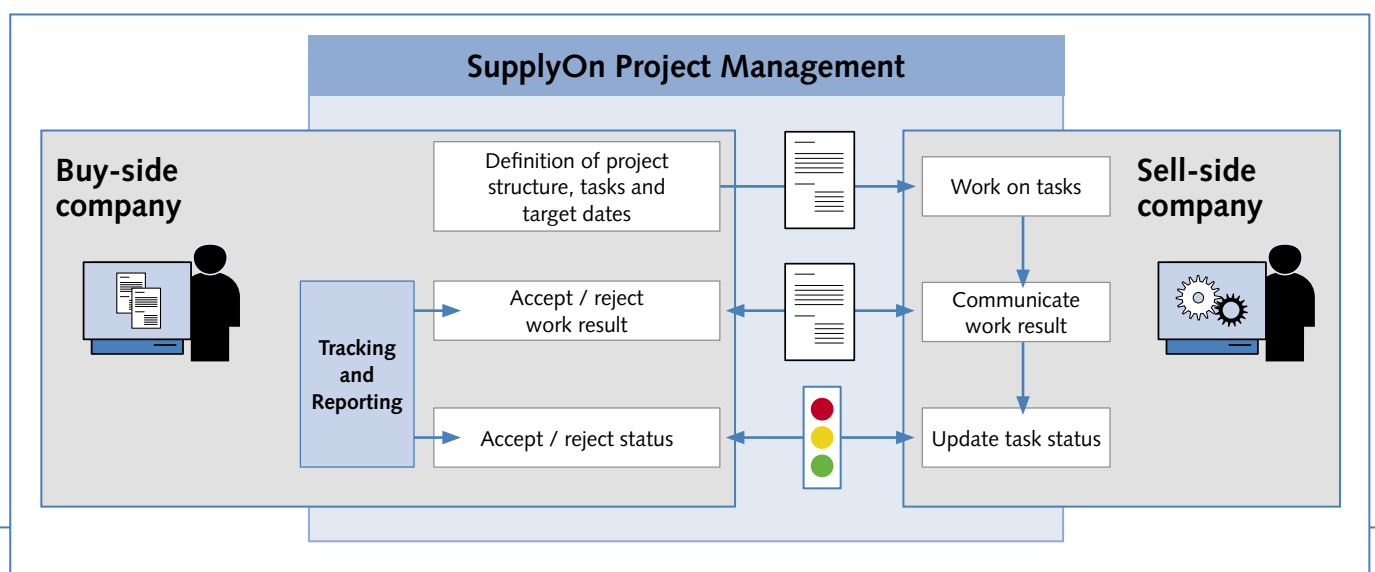 SupplyOn Project Management
Buy-side
company
Definition of project
structure, tasks and
target dates
Work on tasks
Sell-side
company
Accept / reject
work result
Communicate
work result
Tracking
and
Reporting
Accept / reject status
Update task status